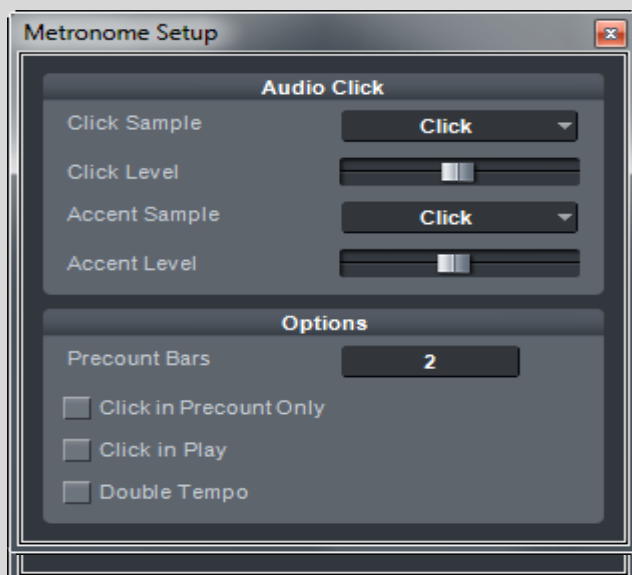 Metronome Setup
Audio Click
Click Sample Click
Click Level
Accent Sample Click
Accent Level
Options
Precount Bars 2
Click in Precount Only
Click in Play
Double Tempo